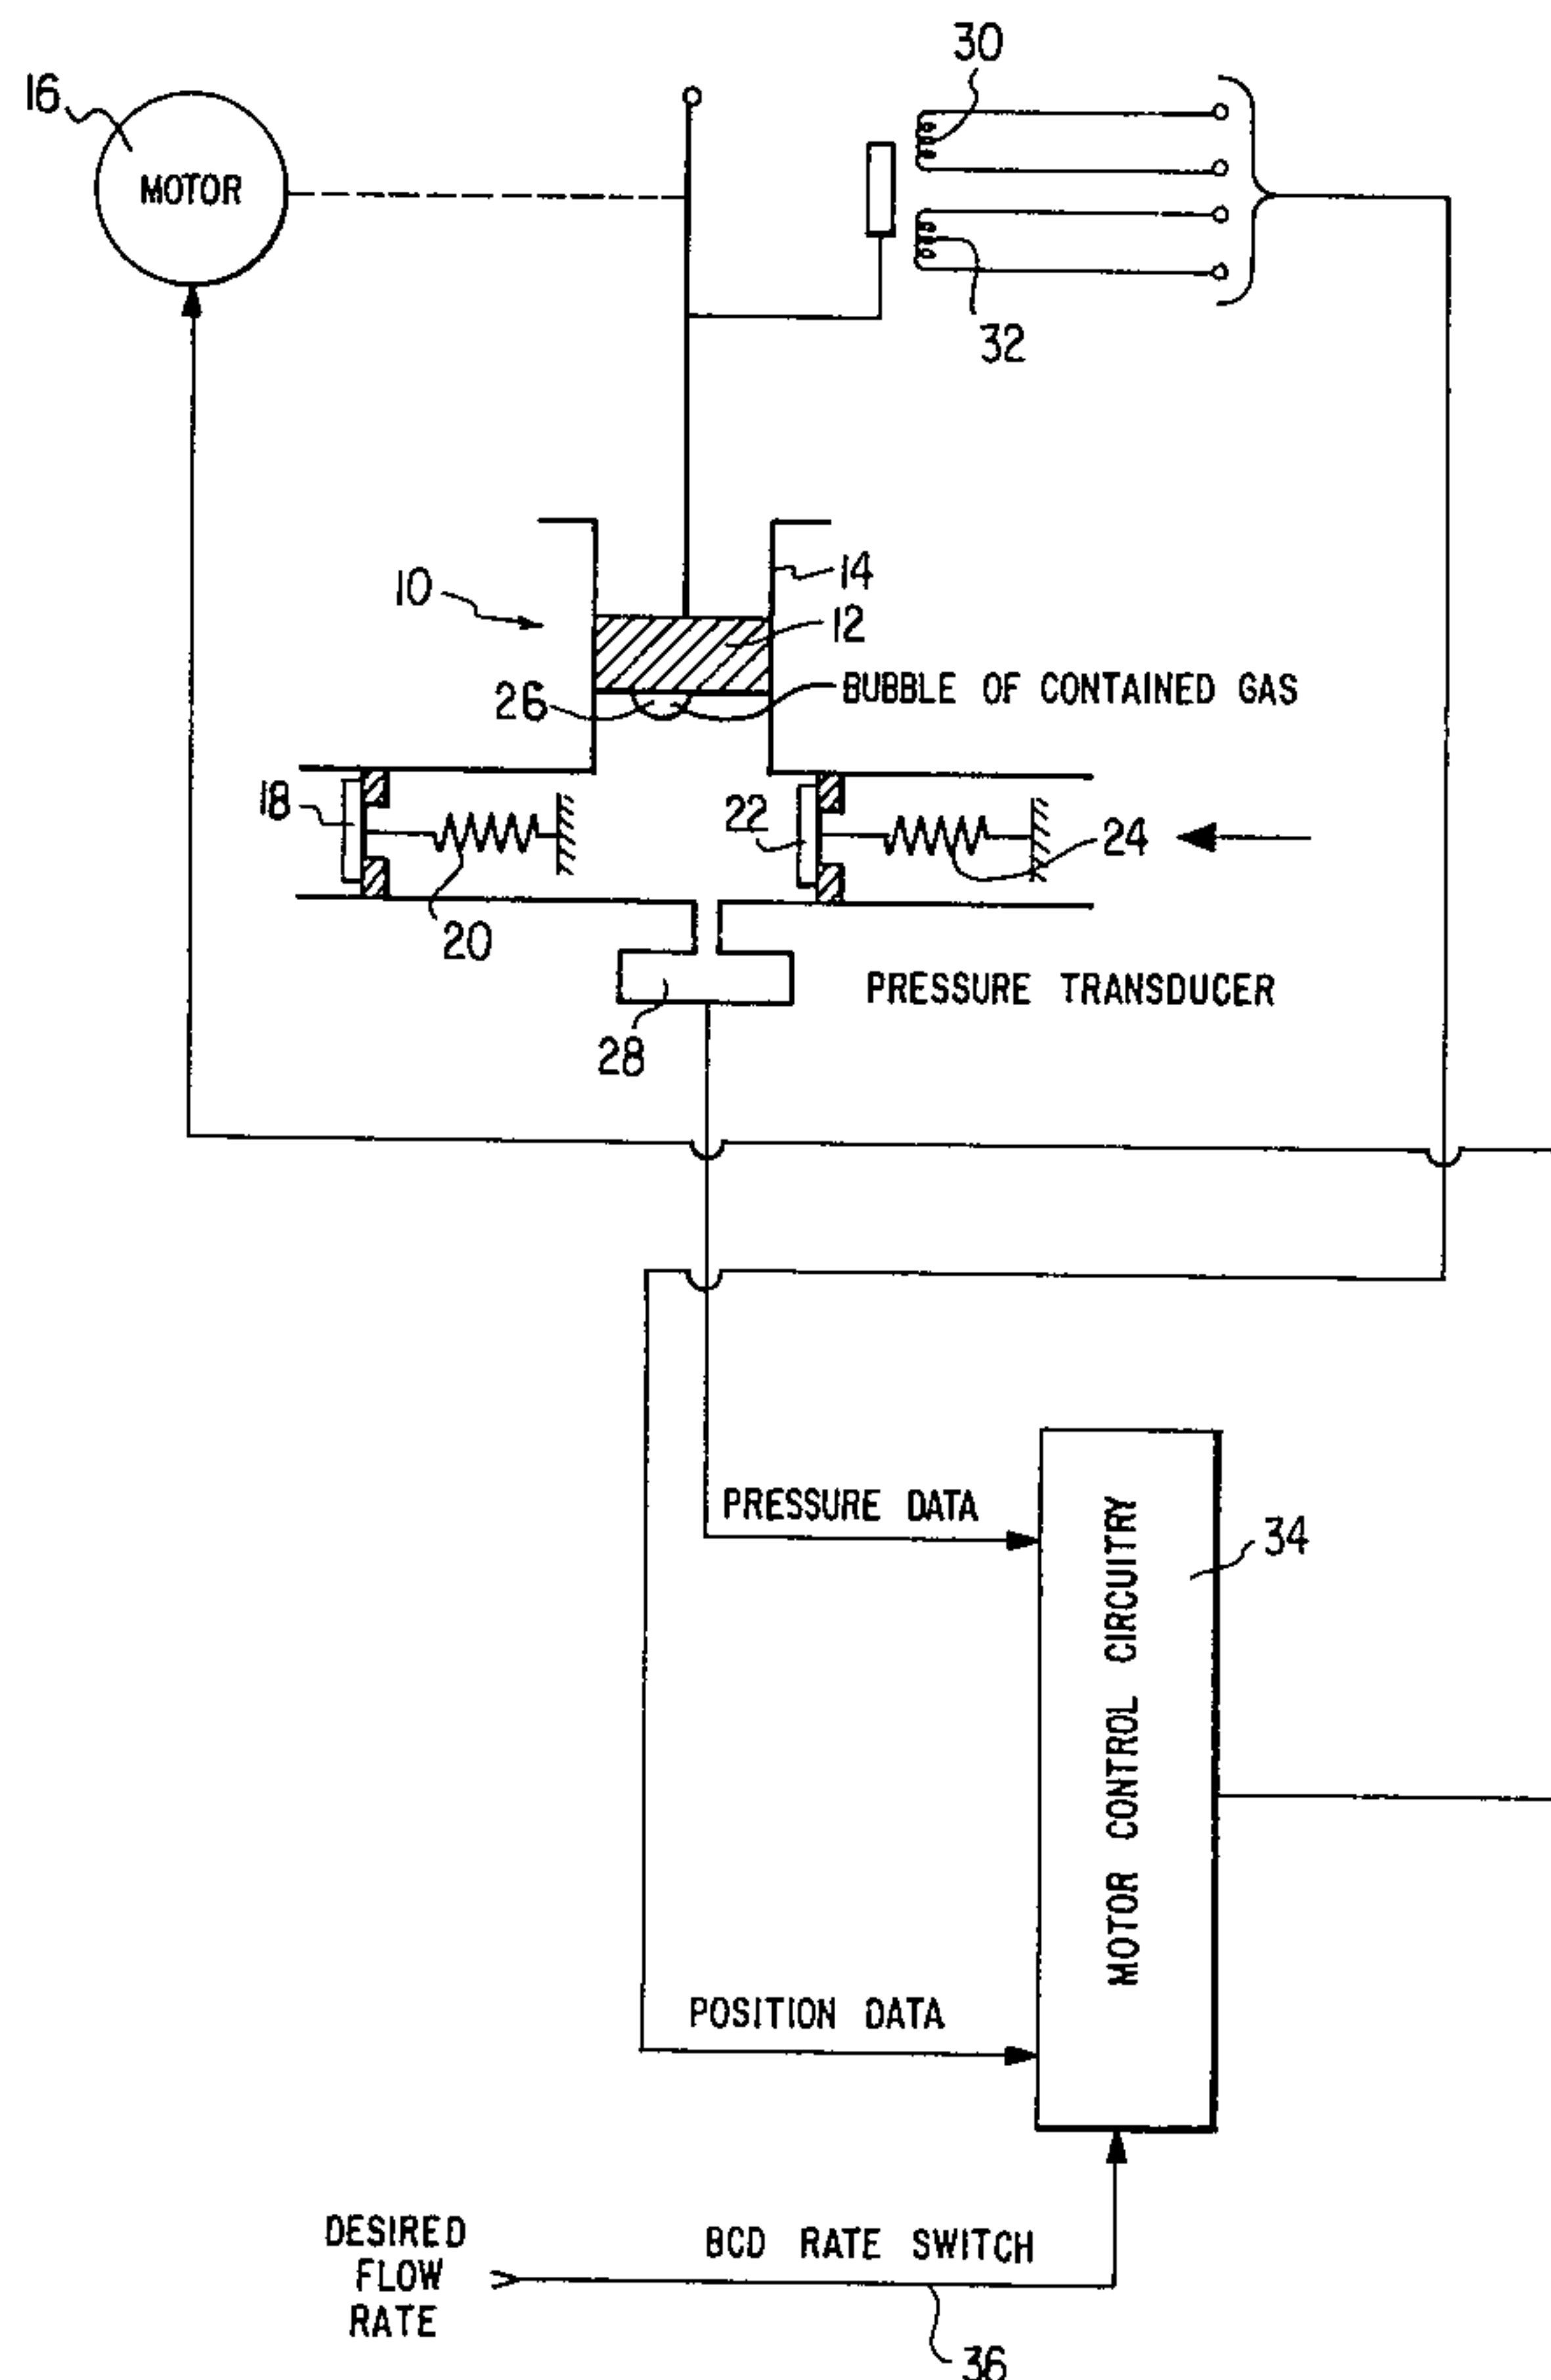 30
16
MOTOR
32
10
14
12
26
BUBBLE OF CONTAINED GAS
18
22
24
20
PRESSURE TRANSDUCER
28
PRESSURE DATA
34
MOTOR CONTROL CIRCUITRY
POSITION DATA
DESIRED
FLOW
RATE
BCD RATE SWITCH
36